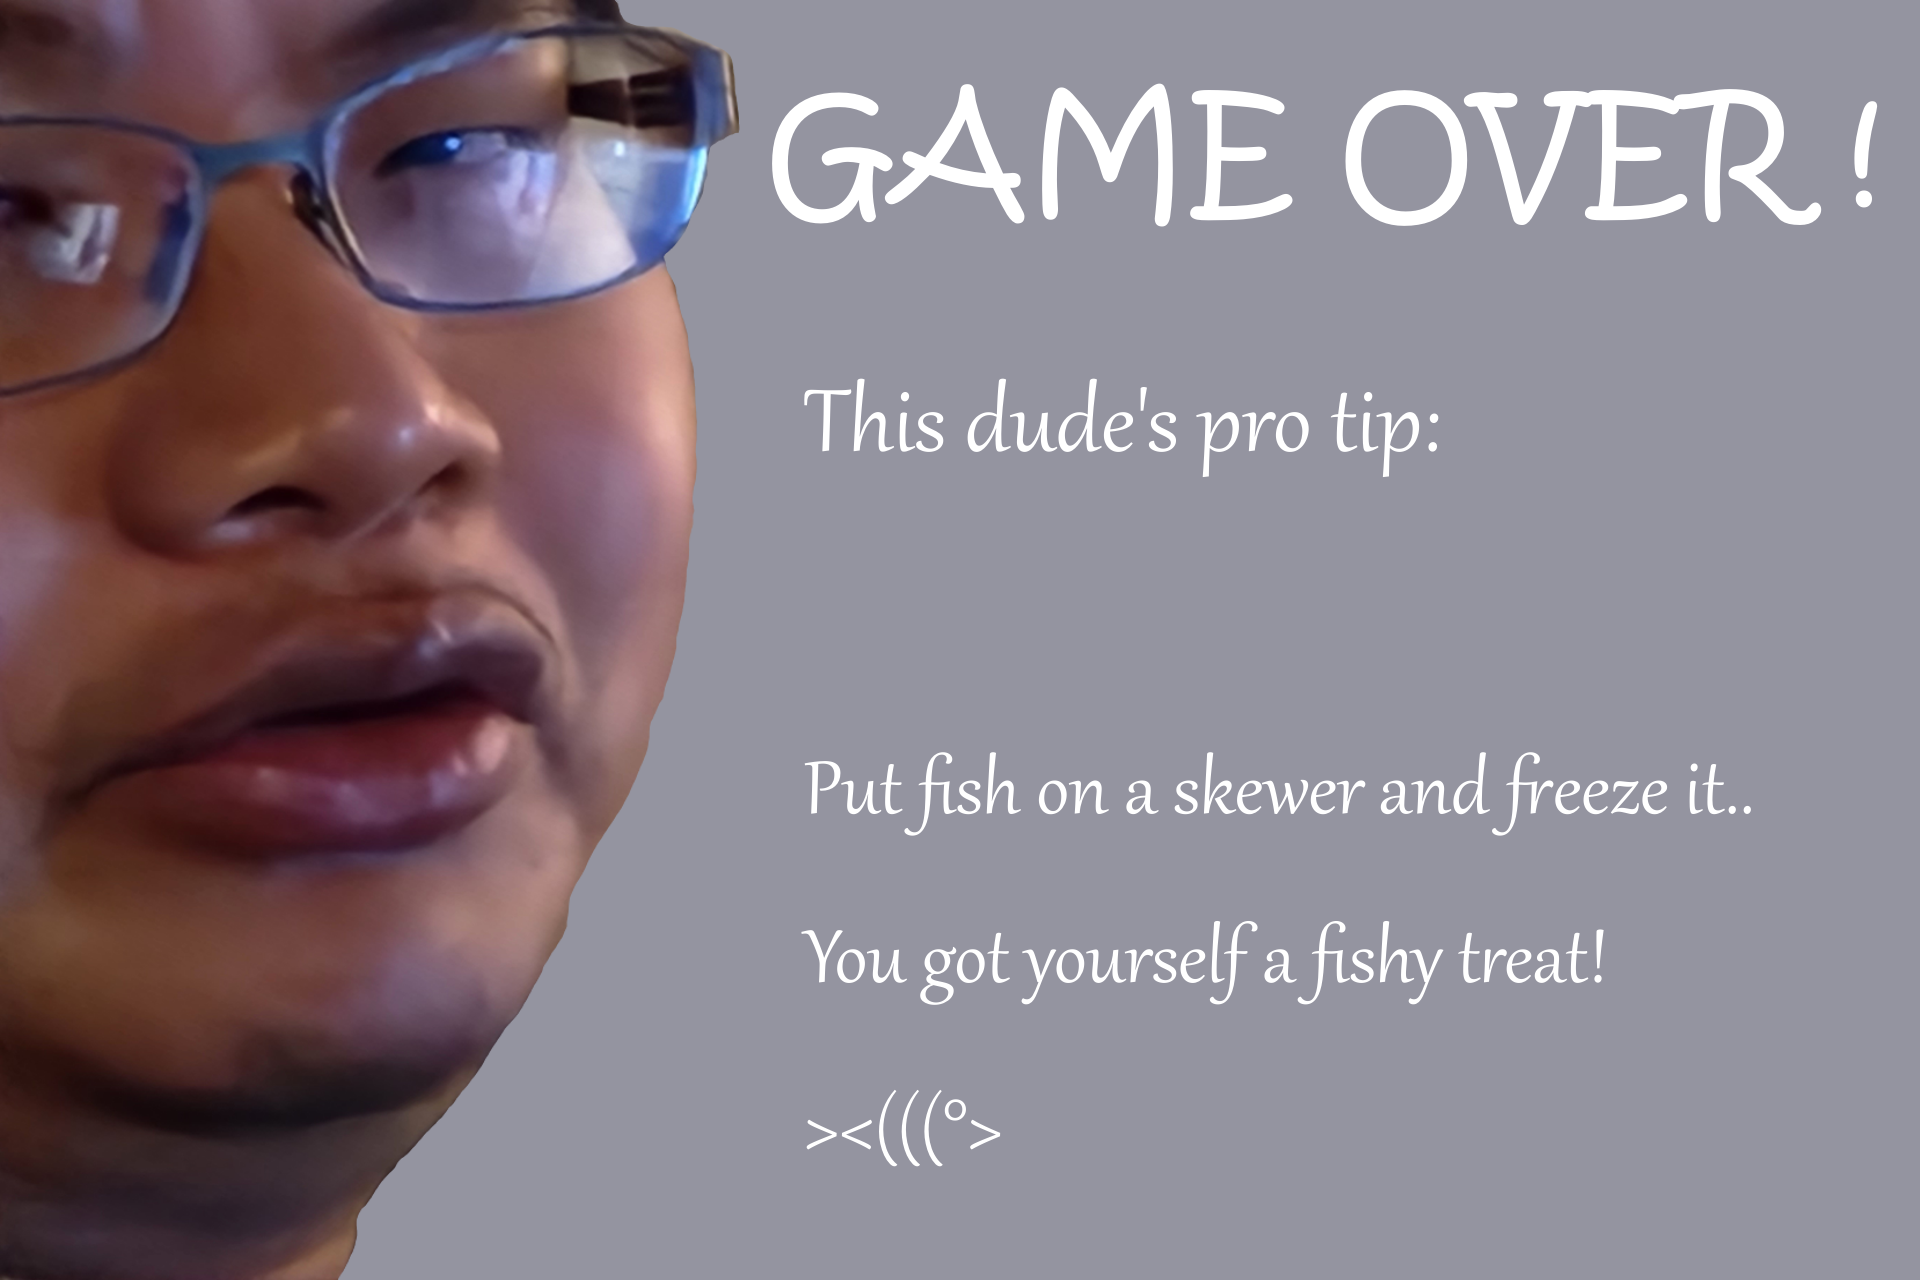 GAME OVER !
This dude's pro tip:
Put fish on a skewer and freeze it..
You got yourself a fishy treat!
><(((°>